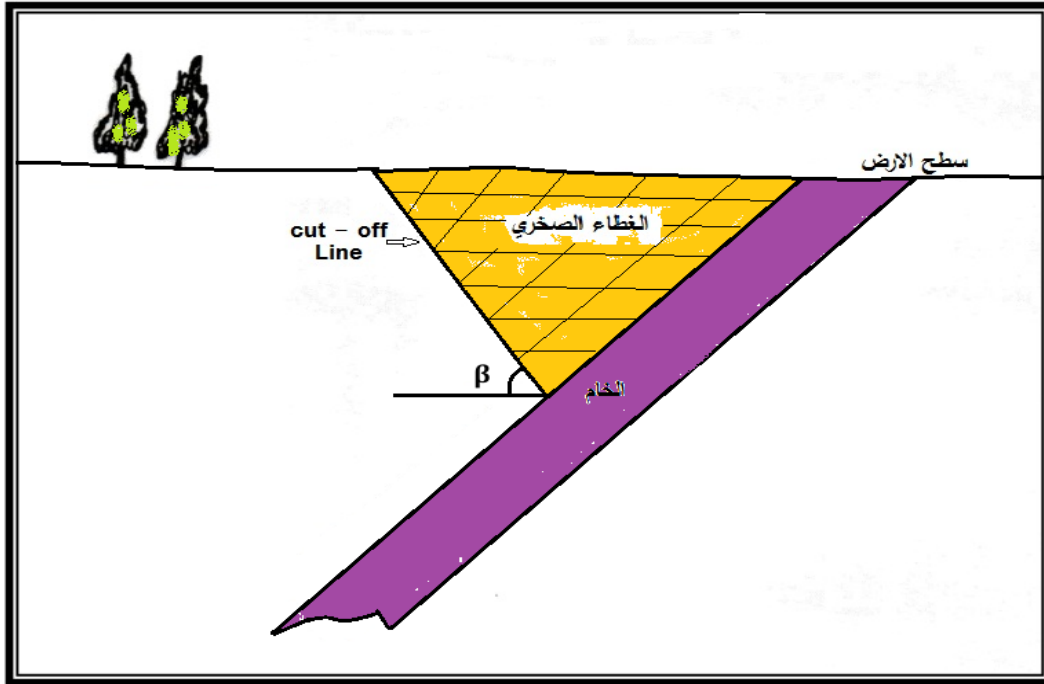 سطح الارض
الغطاء الصخري
cut – off
Line
β
الخام